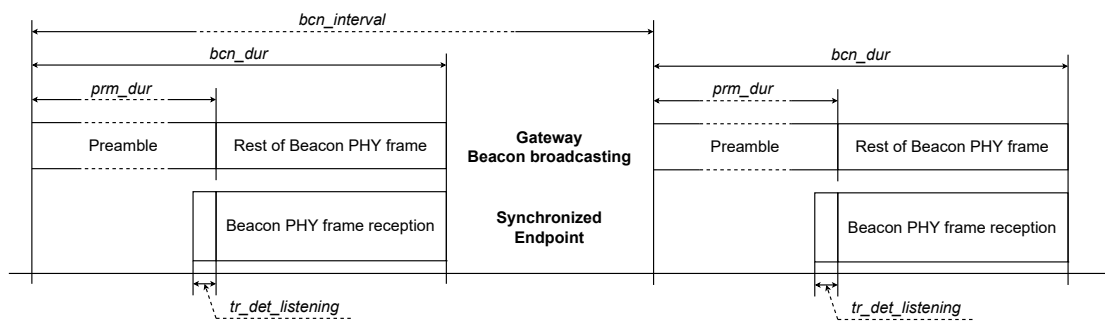 bcn_interval
bcn_dur
bcn_dur
prm_dur
prm_dur
Preamble
Rest of Beacon PHY frame
Gateway
Beacon broadcasting
Preamble
Rest of Beacon PHY frame
Beacon PHY frame reception
Synchronized
Endpoint
Beacon PHY frame reception
tr_det_listening
tr_det_listening